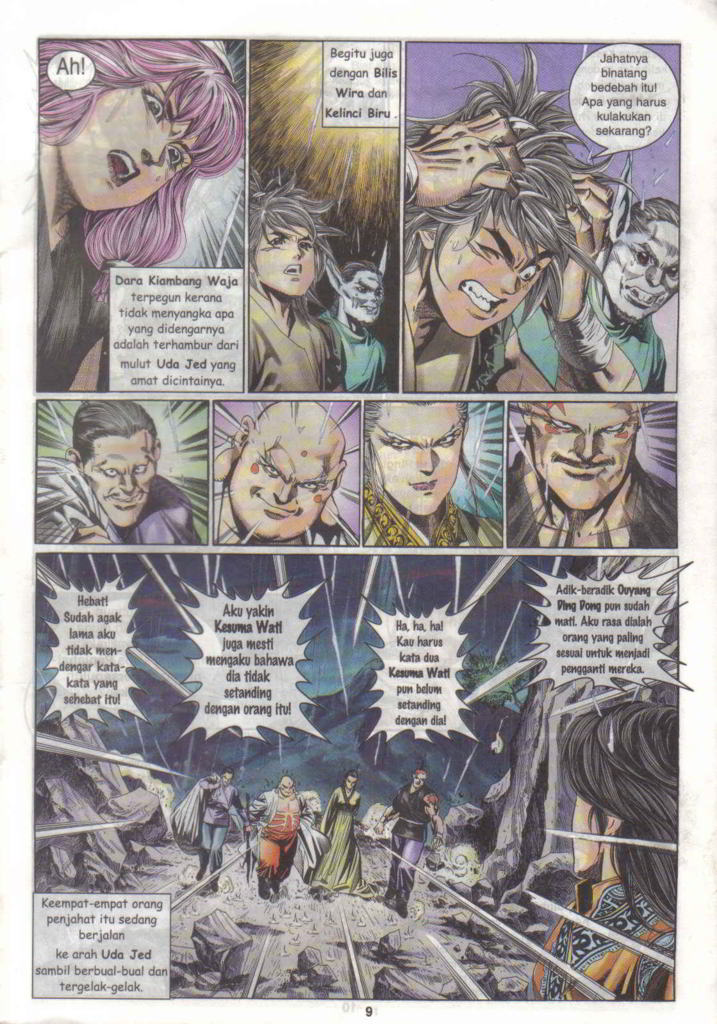 Ah!
Dara Kiambang Waja
terpegun kerana
tidak menyangka apa
yang didengarnya
adalah terhambur dari
mulut Uda Jed yang
amat dicintainya.
Begitu juga
dengan Bilis
Wira dan
Kelinci Biru.
Jahatnya
binatang
bedebah itu!
Apa yang harus
kulakukan
sekarang?
Hebat!
Sudah agak
lama aku
tidak men-
dengar kata-
kata yang
sehebat itu!
Aku yakin
Kesuma Wati
juga mesti
mengaku bahawa
dia tidak
setanding
dengan orang itu!
Ha, ha, ha!
Kau harus
kata dua
Kesuma Wati
pun belum
setanding
dengan dia!
Adik-beradik Ouyang
Ding Dong pun sudah
mati. Aku rasa dialah
orang yang paling
sesuai untuk menjadi
pengganti mereka.
Keempat-empat orang
penjahat itu sedang
berjalan
ke arah Uda Jed
sambil berbual-bual dan
tergelak-gelak.
9